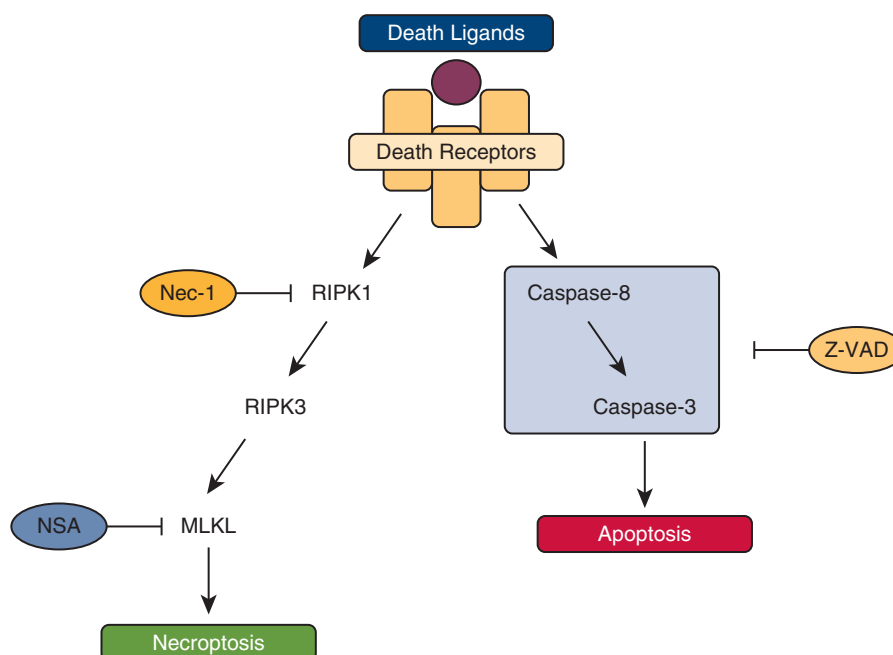 Death Ligands
Death Receptors
Nec-1
RIPK1
Caspase-8
Z-VAD
RIPK3
Caspase-3
NSA
MLKL
Apoptosis
Necroptosis